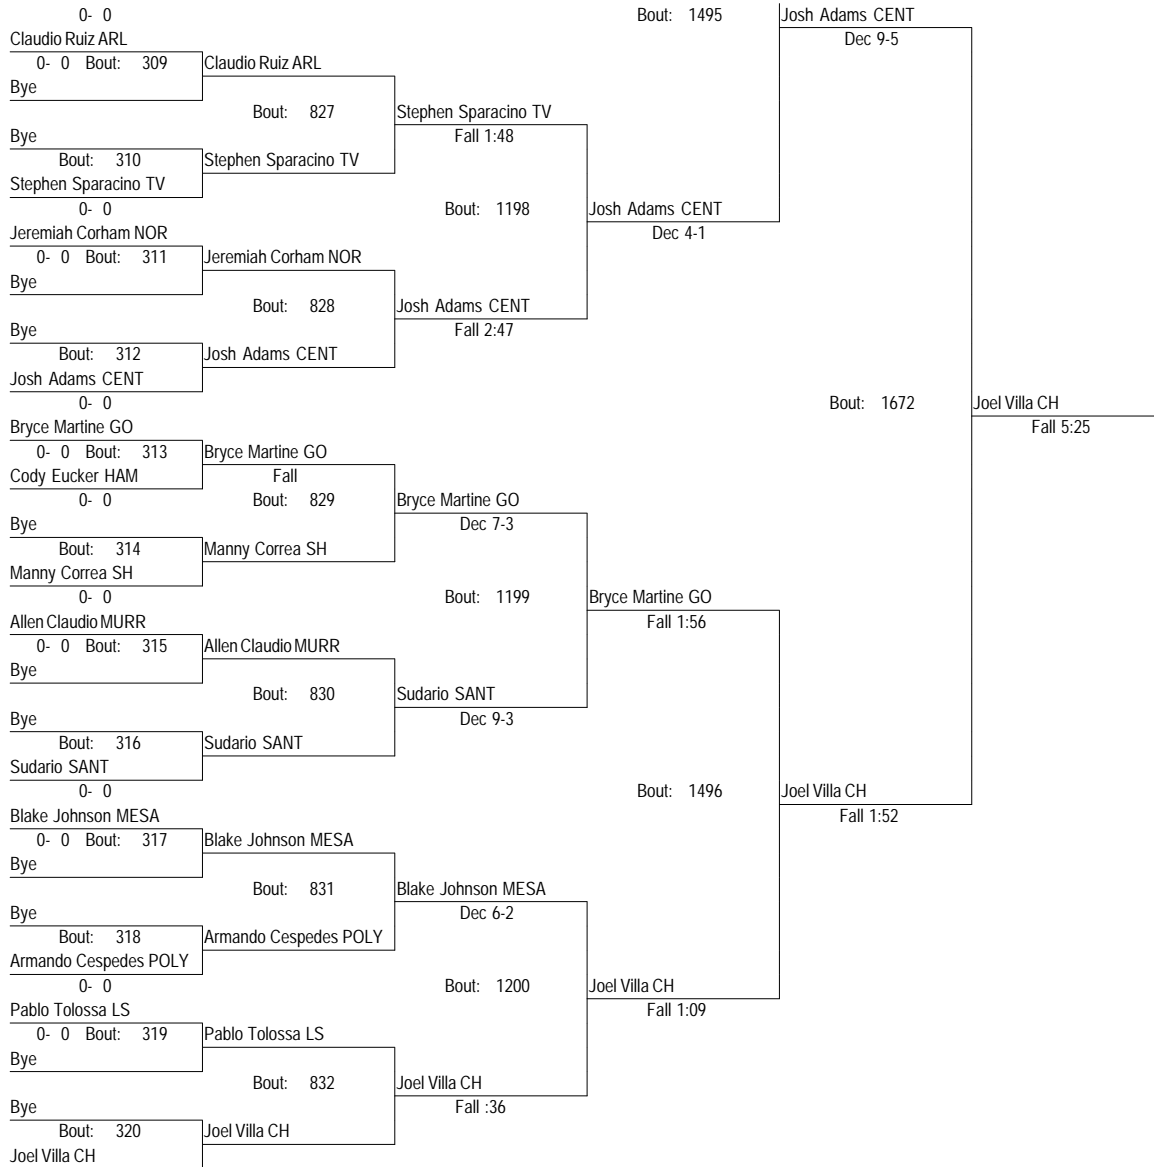 0- 0
Bout: 1495
Josh Adams CENT
Claudio Ruiz ARL
Dec 9-5
0- 0 Bout: 309
Claudio Ruiz ARL
Bye
Bout: 827
Stephen Sparacino TV
Bye
Fall 1:48
Bout: 310
Stephen Sparacino TV
Stephen Sparacino TV
0- 0
Bout: 1198
Josh Adams CENT
Jeremiah Corham NOR
Dec 4-1
0- 0 Bout: 311
Jeremiah Corham NOR
Bye
Bout: 828
Josh Adams CENT
Bye
Fall 2:47
Bout: 312
Josh Adams CENT
Josh Adams CENT
0- 0
Bout: 1672
Joel Villa CH
Bryce Martine GO
Fall 5:25
0- 0 Bout: 313
Bryce Martine GO
Cody Eucker HAM
Fall
0- 0
Bout: 829
Bryce Martine GO
Bye
Dec 7-3
Bout: 314
Manny Correa SH
Manny Correa SH
0- 0
Bout: 1199
Bryce Martine GO
Allen Claudio MURR
Fall 1:56
0- 0 Bout: 315
Allen Claudio MURR
Bye
Bout: 830
Sudario SANT
Bye
Dec 9-3
Bout: 316
Sudario SANT
Sudario SANT
0- 0
Bout: 1496
Joel Villa CH
Blake Johnson MESA
Fall 1:52
0- 0 Bout: 317
Blake Johnson MESA
Bye
Bout: 831
Blake Johnson MESA
Bye
Dec 6-2
Bout: 318
Armando Cespedes POLY
Armando Cespedes POLY
0- 0
Bout: 1200
Joel Villa CH
Pablo Tolossa LS
Fall 1:09
0- 0 Bout: 319
Pablo Tolossa LS
Bye
Bout: 832
Joel Villa CH
Bye
Fall :36
Bout: 320
Joel Villa CH
Joel Villa CH